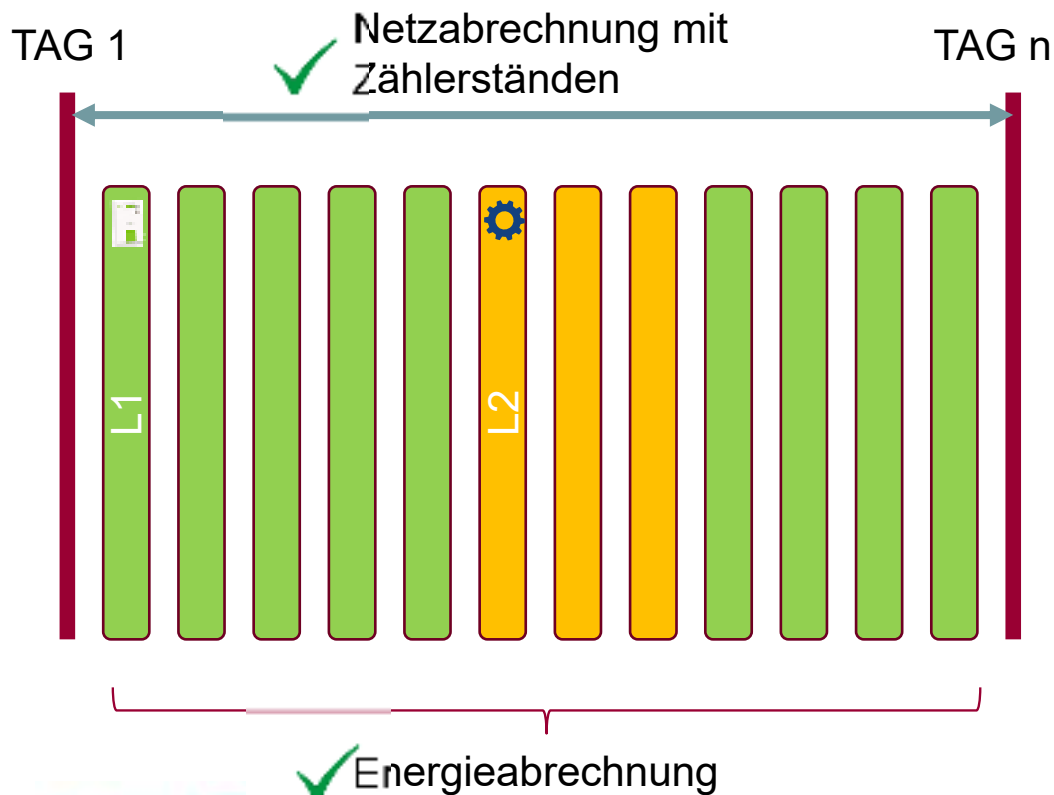 TAG 1
Netzabrechnung mit
Zählerständen
TAG n
L1
L2
Energieabrechnung